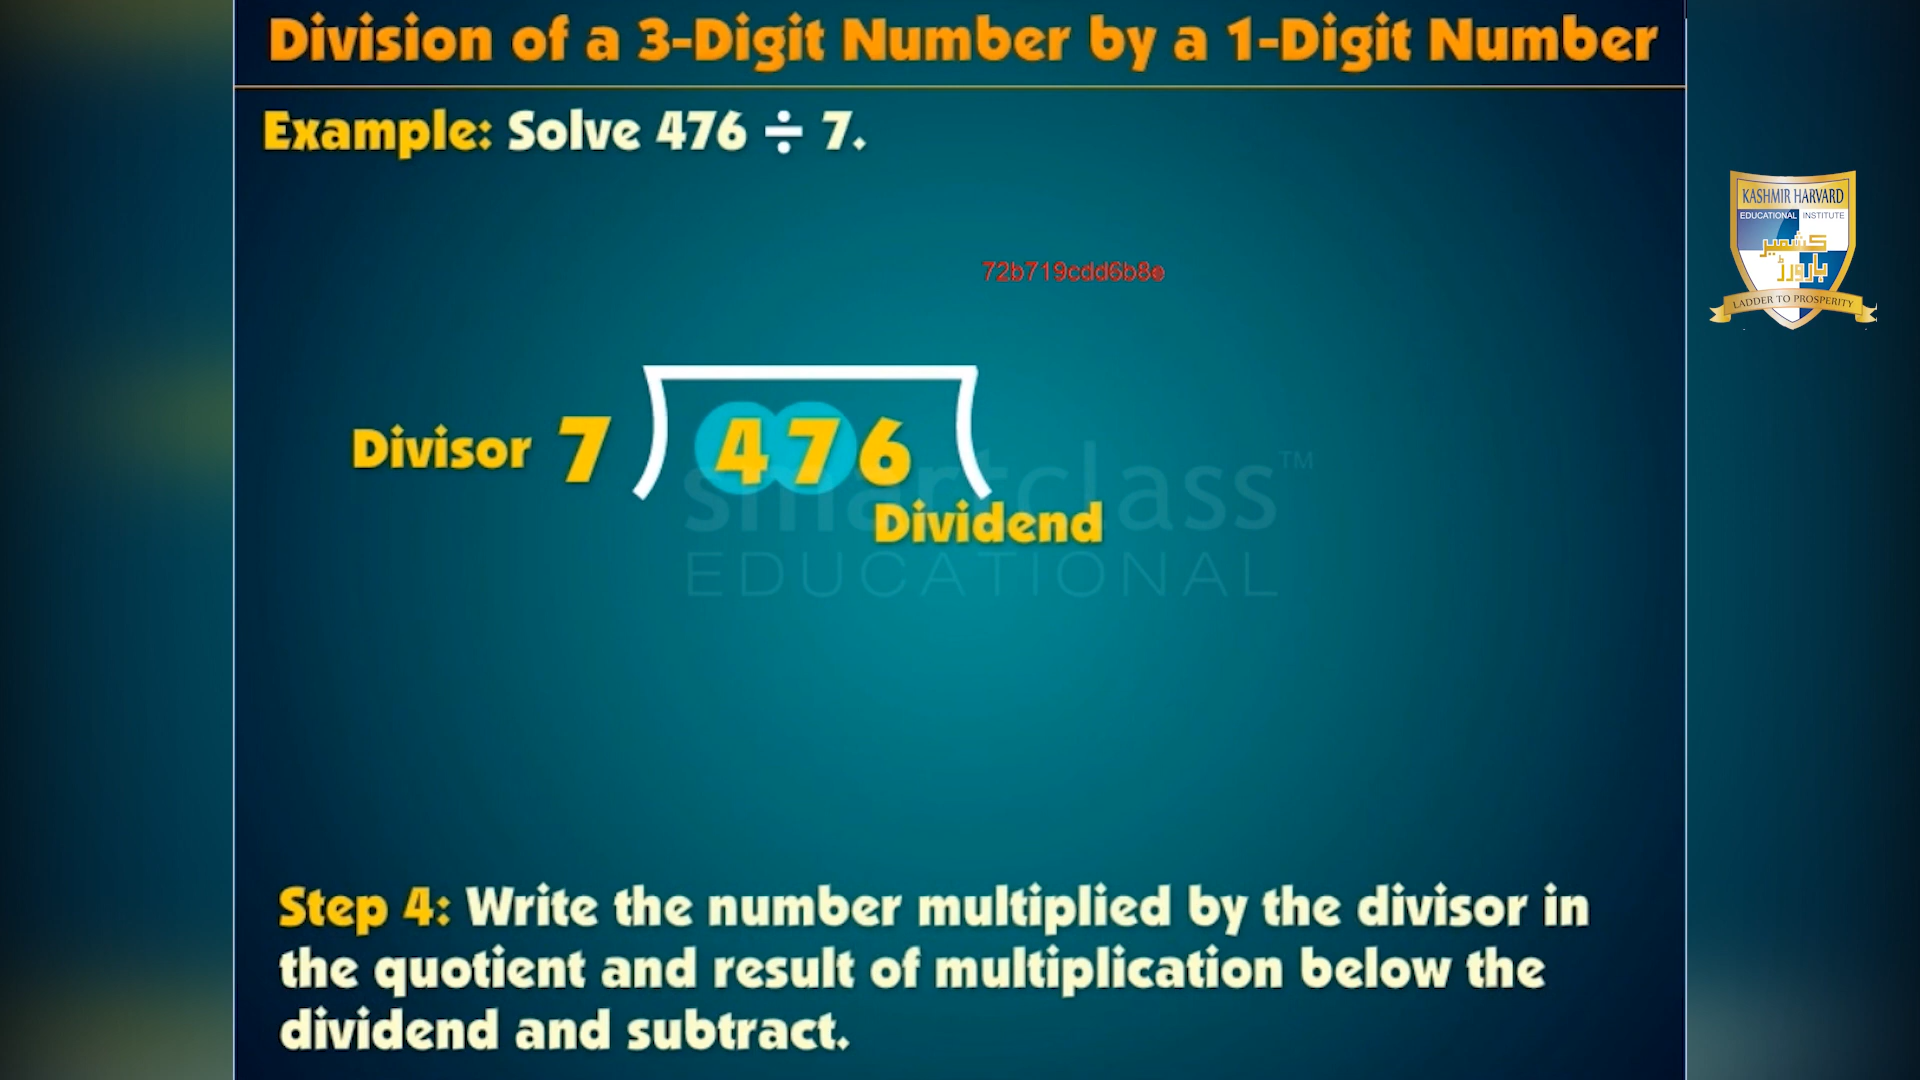 Division of a 3-Digit Number by a 1-Digit Number
Example: Solve 476 ÷ 7.
KASHMIR HARVARD
EDUCATIONAL INSTITUTE
کشمیر
ہارورڈ
LADDER TO PROSPERITY
72b719cdd6b8e
Divisor 7 476
Dividend
smartclass™
EDUCATIONAL
Step 4: Write the number multiplied by the divisor in
the quotient and result of multiplication below the
dividend and subtract.